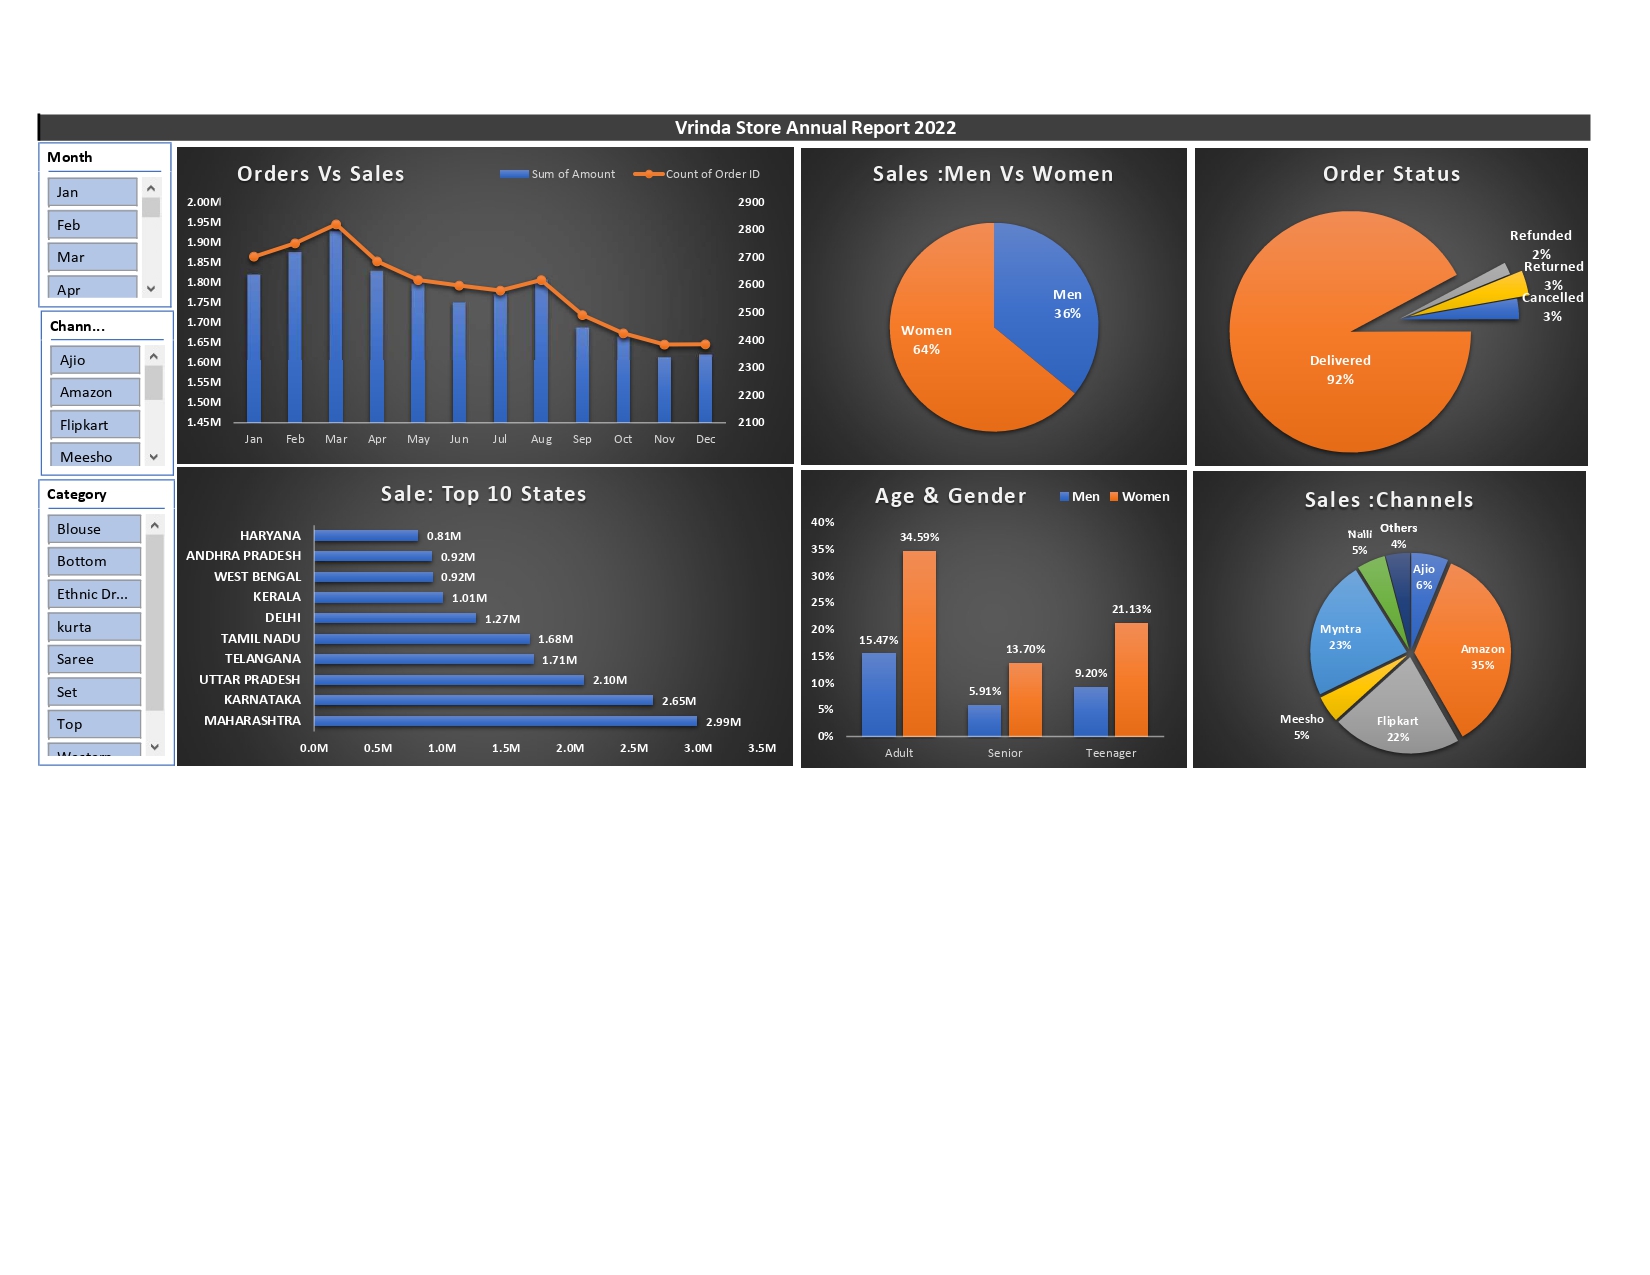 Vrinda Store Annual Report 2022
Month
Jan
Feb
Mar
Apr
Chann...
Ajio
Amazon
Flipkart
Meesho
Category
Blouse
Bottom
Ethnic Dr...
kurta
Saree
Set
Top
Western
Orders Vs Sales
Sum of Amount Count of Order ID
2.00M 2900
1.95M 2800
1.90M
1.85M 2700
1.80M 2600
1.75M 2500
1.70M
1.65M 2400
1.60M 2300
1.55M
1.50M 2200
1.45M 2100
Jan Feb Mar Apr May Jun Jul Aug Sep Oct Nov Dec
Sales :Men Vs Women
Men
36%
Women
64%
Order Status
Refunded
2%
Returned
3%
Cancelled
3%
Delivered
92%
Sale: Top 10 States
HARYANA 0.81M
ANDHRA PRADESH 0.92M
WEST BENGAL 0.92M
KERALA 1.01M
DELHI 1.27M
TAMIL NADU 1.68M
TELANGANA 1.71M
UTTAR PRADESH 2.10M
KARNATAKA 2.65M
MAHARASHTRA 2.99M
0.0M 0.5M 1.0M 1.5M 2.0M 2.5M 3.0M 3.5M
Age & Gender
Men Women
40%
35%
30%
25%
20%
15%
10%
5%
0%
15.47% 34.59%
5.91% 13.70%
9.20% 21.13%
Adult Senior Teenager
Sales :Channels
Others
4%
Nalli
5%
Ajio
6%
Myntra
23%
Amazon
35%
Meesho
5%
Flipkart
22%